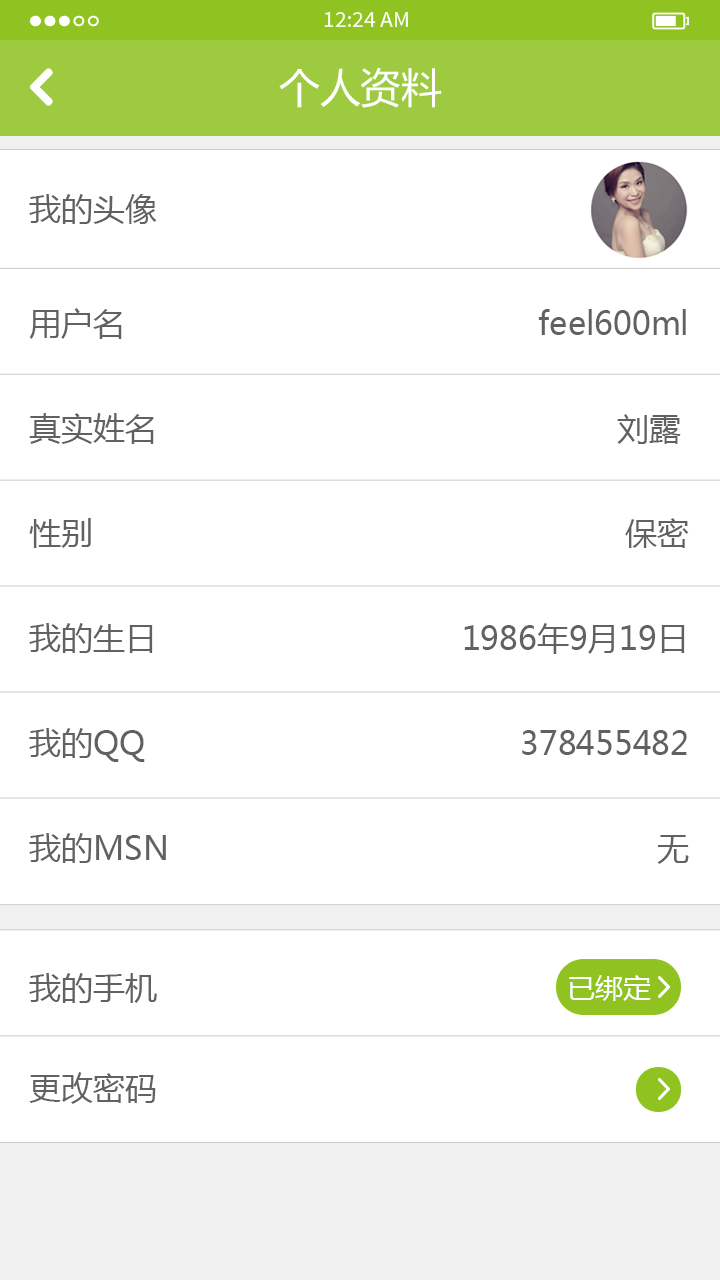 12:24 AM
个人资料
我的头像
用户名 feel600ml
真实姓名 刘露
性别 保密
我的生日 1986年9月19日
我的QQ 378455482
我的MSN 无
我的手机 已绑定
更改密码